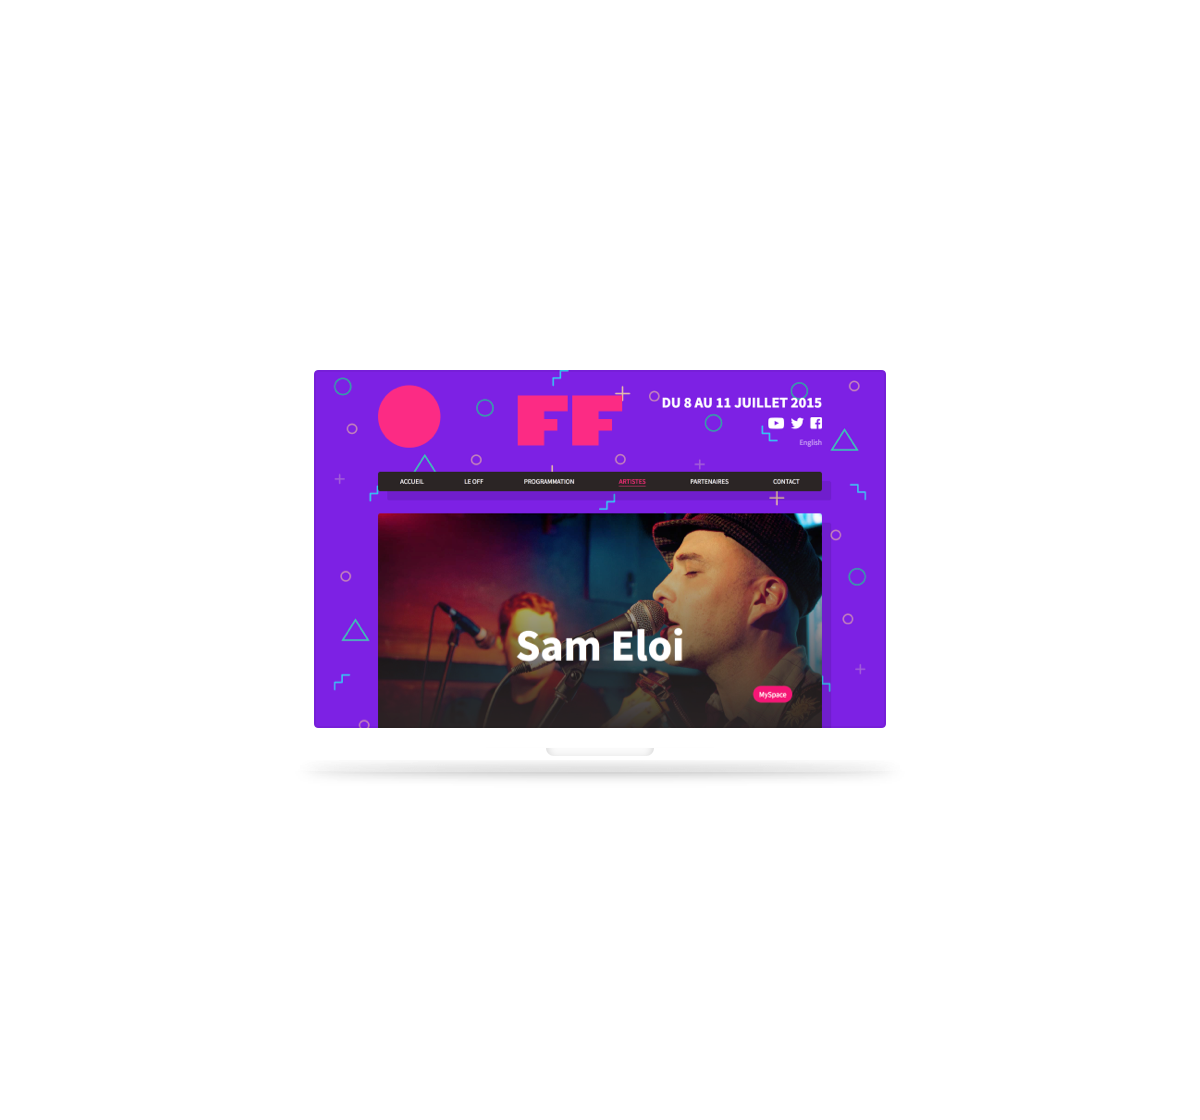 FF
DU 8 AU 11 JUILLET 2015
English
ACCUEIL LE OFF PROGRAMMATION ARTISTES PARTENAIRES CONTACT
Sam Eloi
MySpace